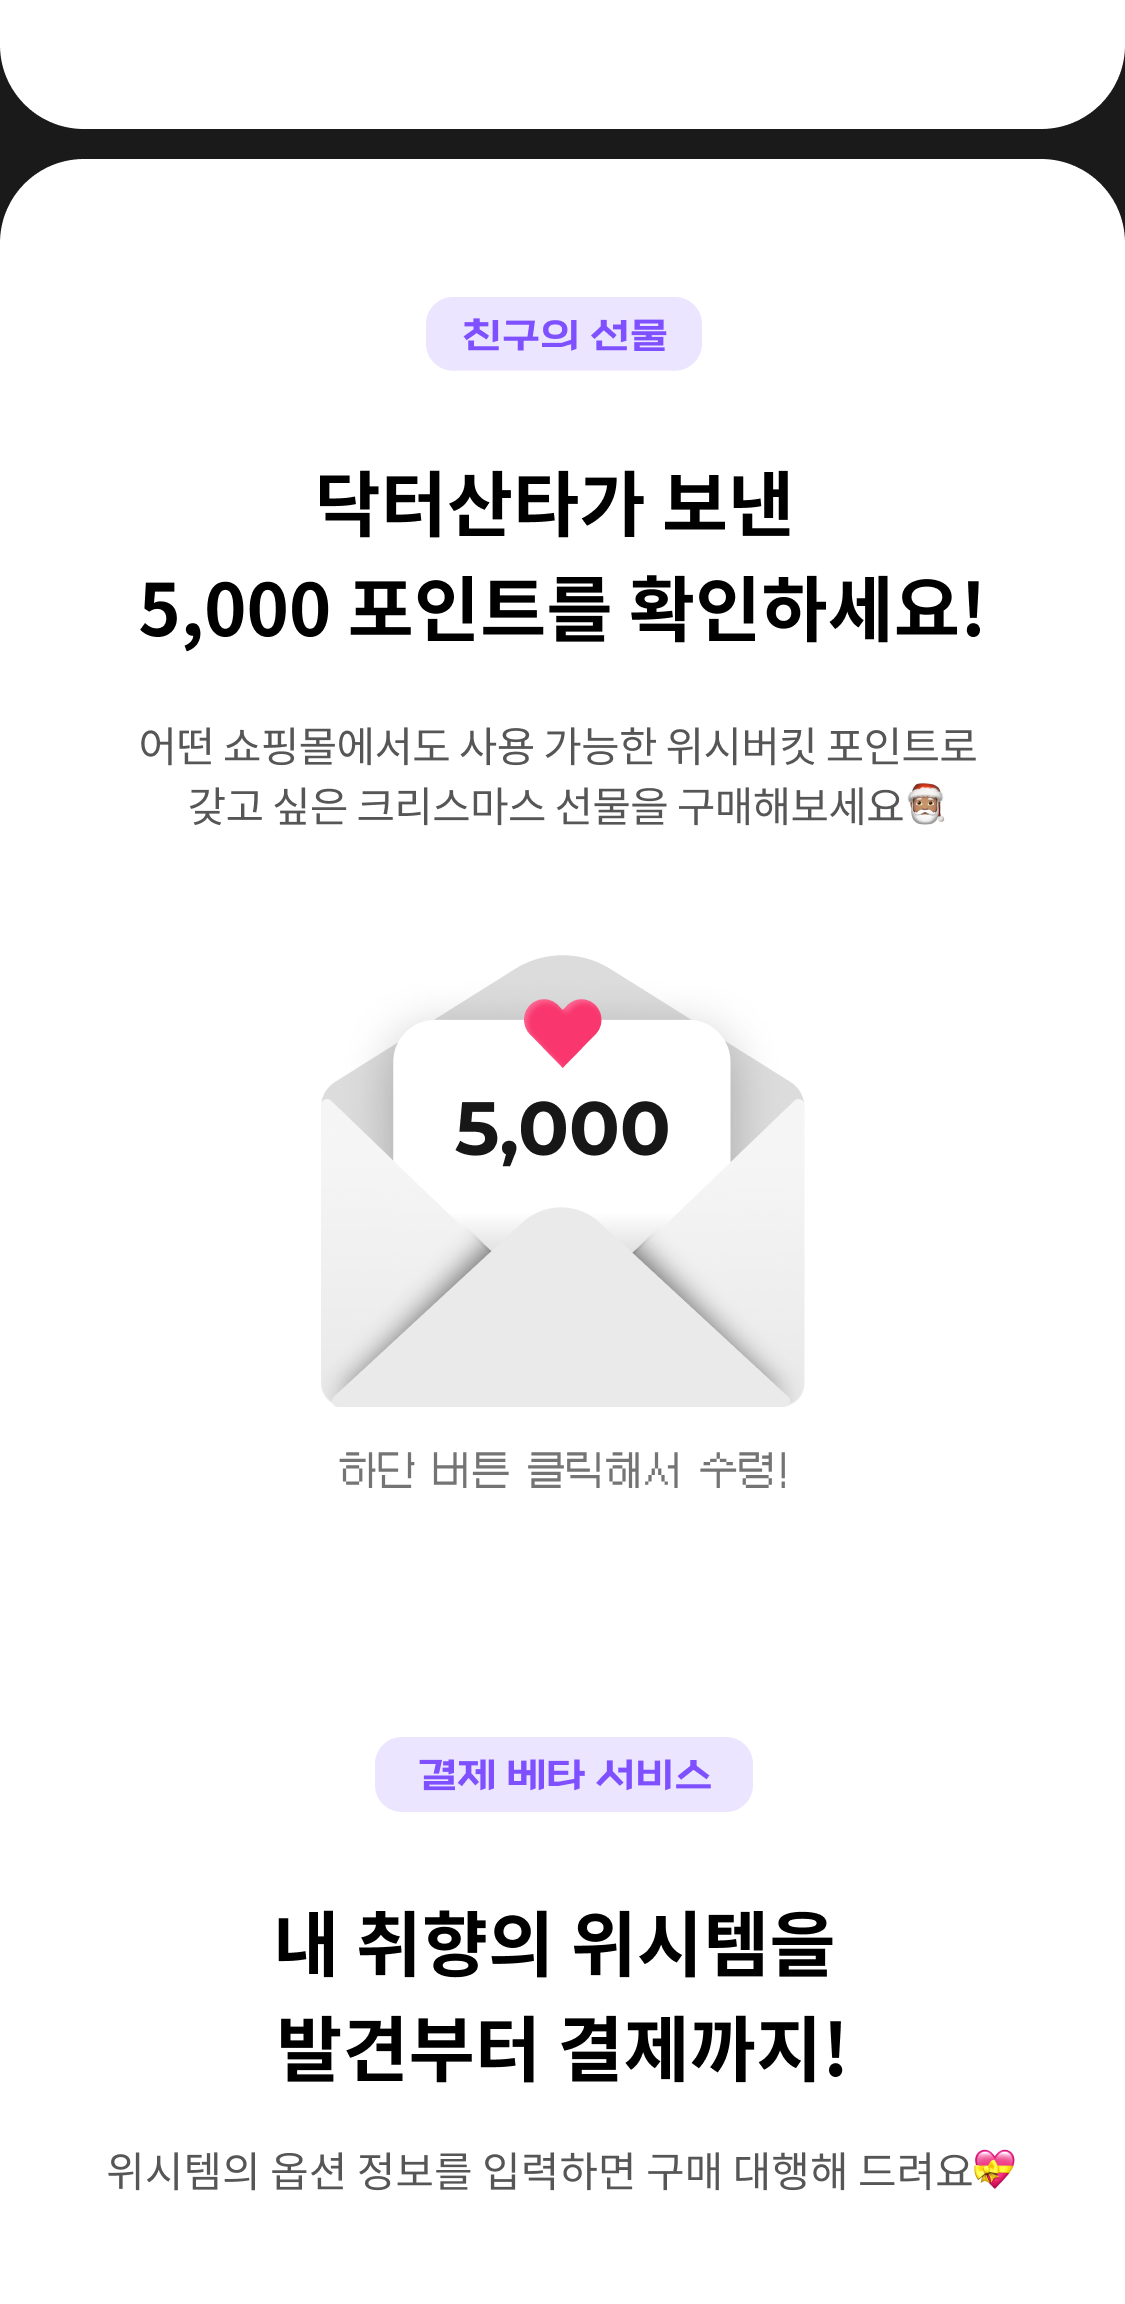 친구의 선물
닥터산타가 보낸
5,000 포인트를 확인하세요!
어떤 쇼핑몰에서도 사용 가능한 위시버킷 포인트로
갖고 싶은 크리스마스 선물을 구매해보세요🎅🏽
5,000
하단 버튼 클릭해서 수령!
결제 베타 서비스
내 취향의 위시템을
발견부터 결제까지!
위시템의 옵션 정보를 입력하면 구매 대행해 드려요💝